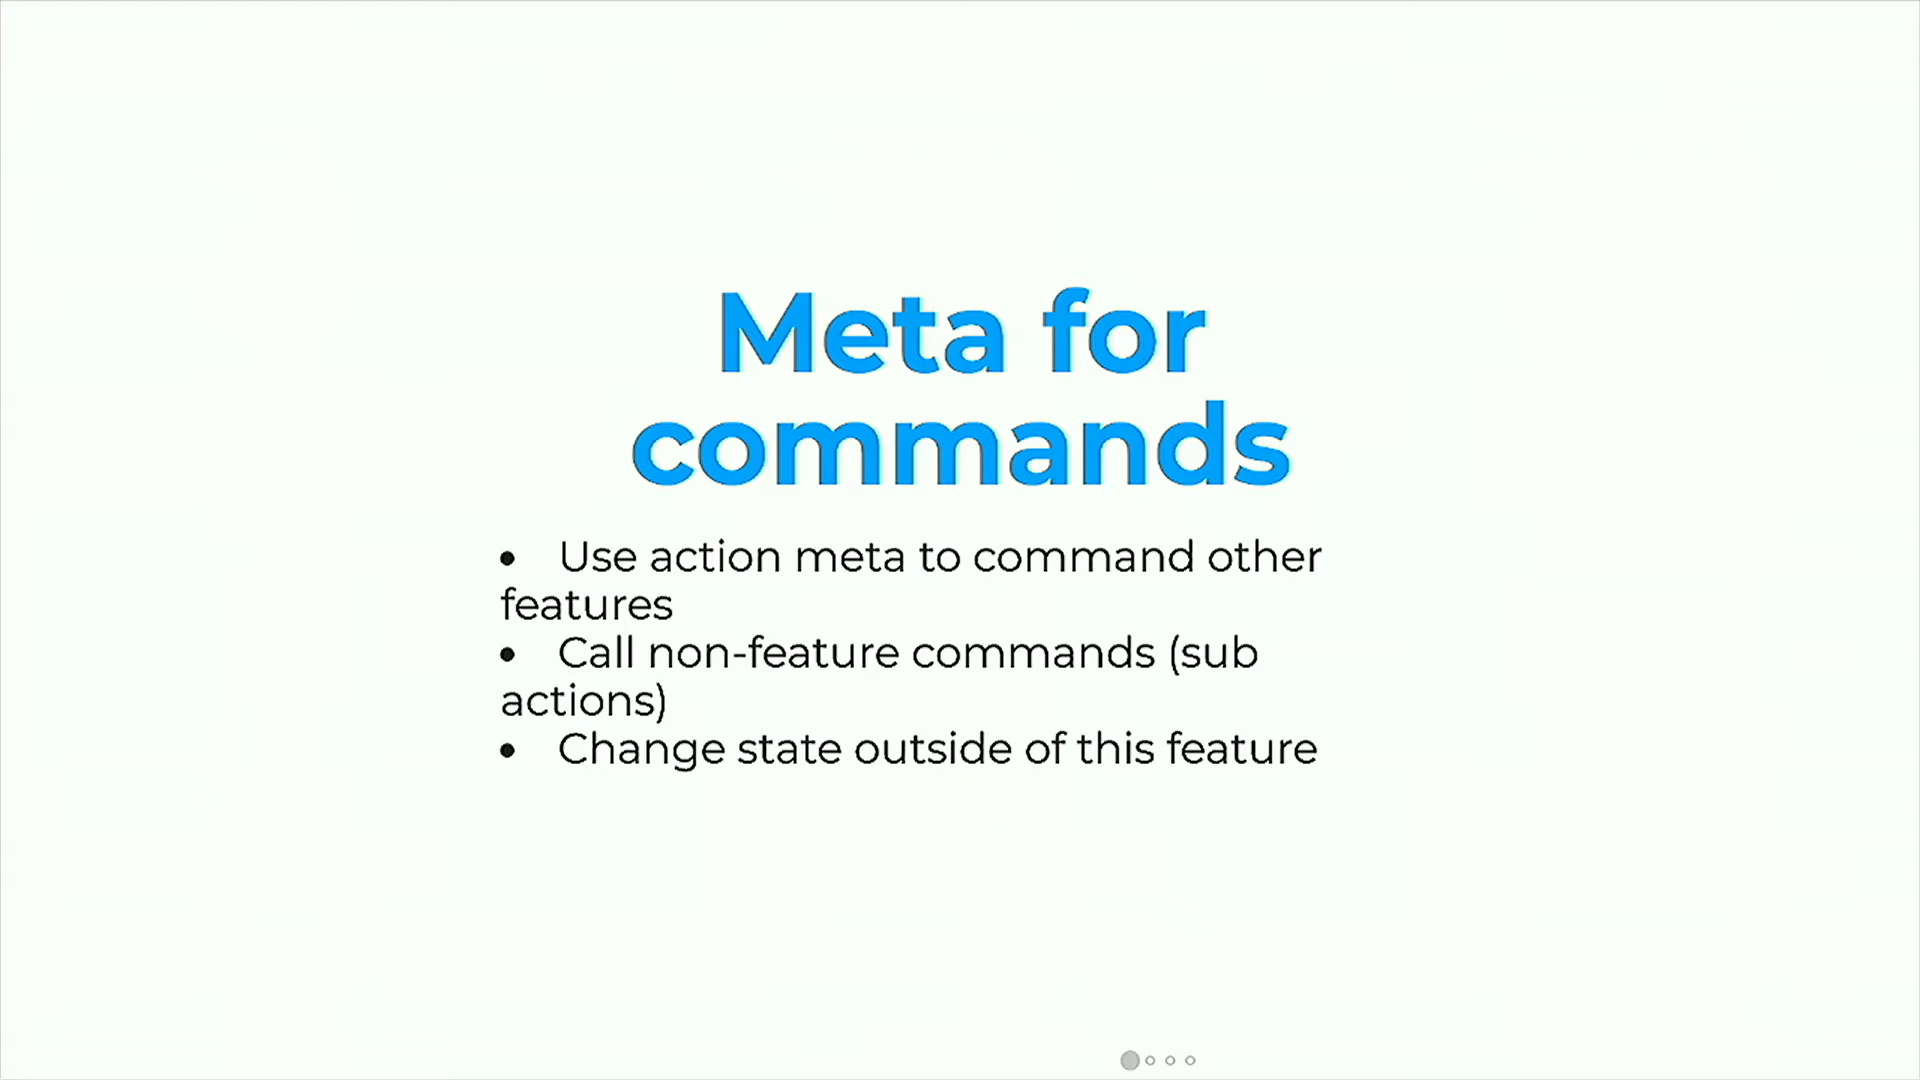 Meta for
commands
• Use action meta to command other
features
• Call non-feature commands (sub
actions)
• Change state outside of this feature